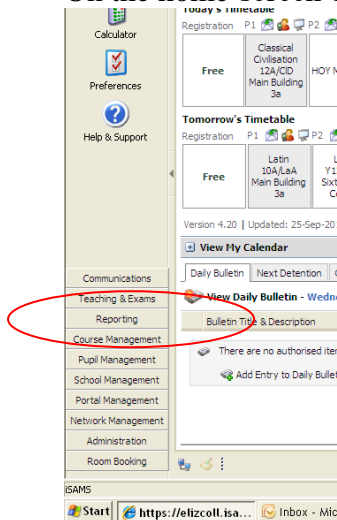 Calculator
Preferences
Help & Support
Today's Timetable
Registration P1 P2
Free
Classical
Civilisation
12A/ClD
Main Building
3a
HOY M
Tomorrow's Timetable
Registration P1 P2
Free
Latin
10A/LaA
Main Building
3a
L
Y1
Sixt
C
Version 4.20 | Updated: 25-Sep-20
View My Calendar
Daily Bulletin Next Detention
View Daily Bulletin - Wedne
Bulletin Title & Description
There are no authorised iter
Add Entry to Daily Bullet
Communications
Teaching & Exams
Reporting
Course Management
Pupil Management
School Management
Portal Management
Network Management
Administration
Room Booking
iSAMS
Start https://elizcoll.isa... Inbox - Mic